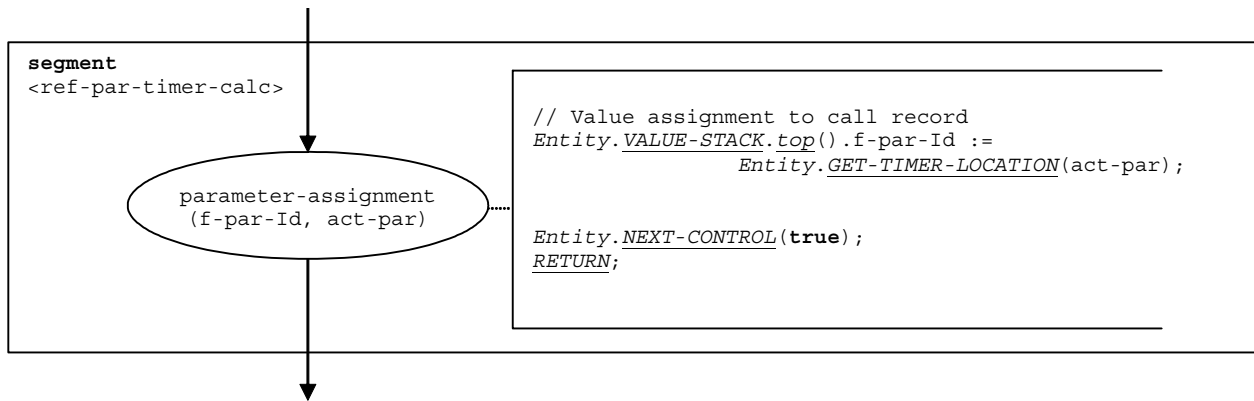 segment
<ref-par-timer-calc>
parameter-assignment
(f-par-Id, act-par)
// Value assignment to call record
Entity.VALUE-STACK.top().f-par-Id :=
Entity.GET-TIMER-LOCATION(act-par);
Entity.NEXT-CONTROL(true);
RETURN;